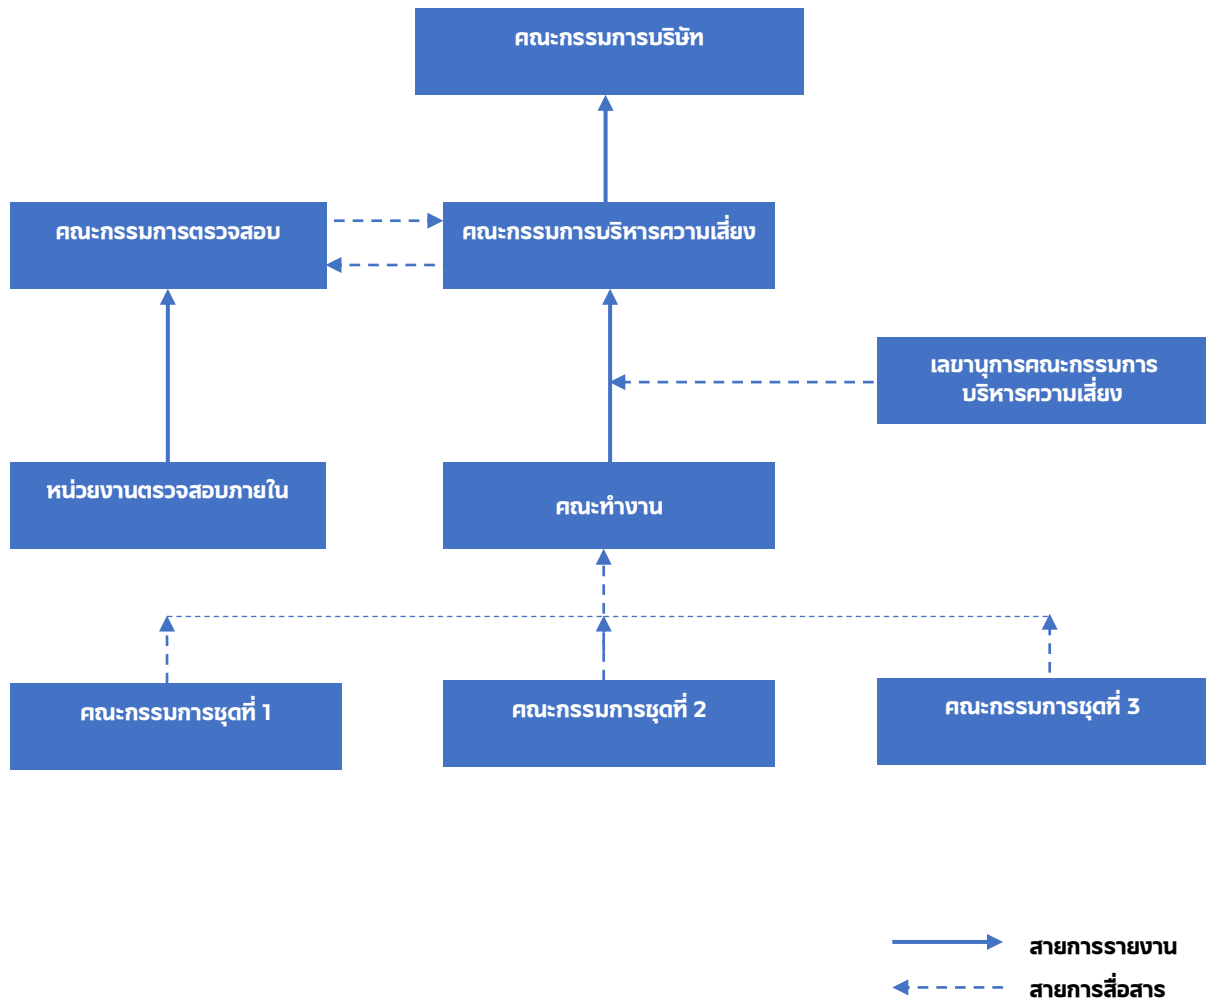 คณะกรรมการบริษัท
คณะกรรมการตรวจสอบ
คณะกรรมการบริหารความเสี่ยง
เลขานุการคณะกรรมการ
บริหารความเสี่ยง
หน่วยงานตรวจสอบภายใน
คณะทำงาน
คณะกรรมการชุดที่ 1
คณะกรรมการชุดที่ 2
คณะกรรมการชุดที่ 3
สายการรายงาน
สายการสื่อสาร